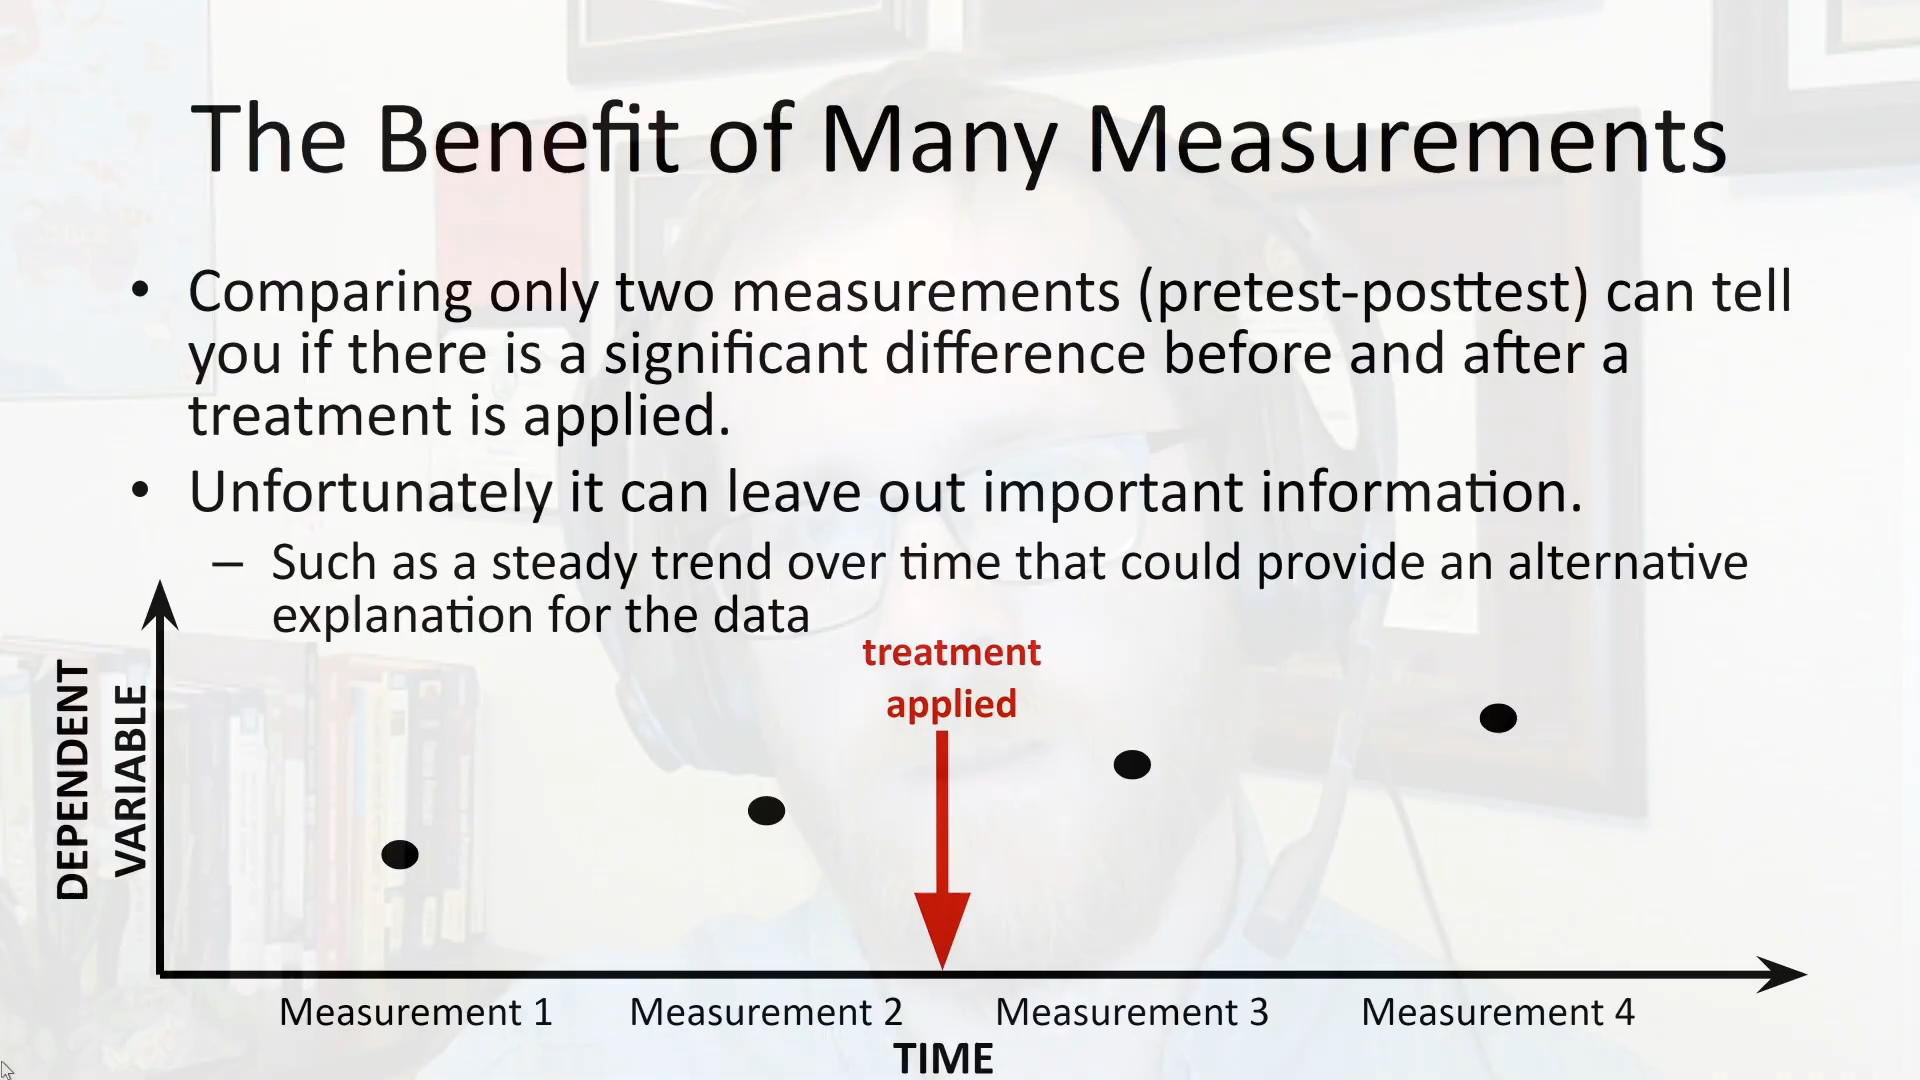 The Benefit of Many Measurements
• Comparing only two measurements (pretest-posttest) can tell
you if there is a significant difference before and after a
treatment is applied.
• Unfortunately it can leave out important information.
– Such as a steady trend over time that could provide an alternative
explanation for the data
treatment
applied
DEPENDENT
VARIABLE
Measurement 1 Measurement 2 Measurement 3 Measurement 4
TIME